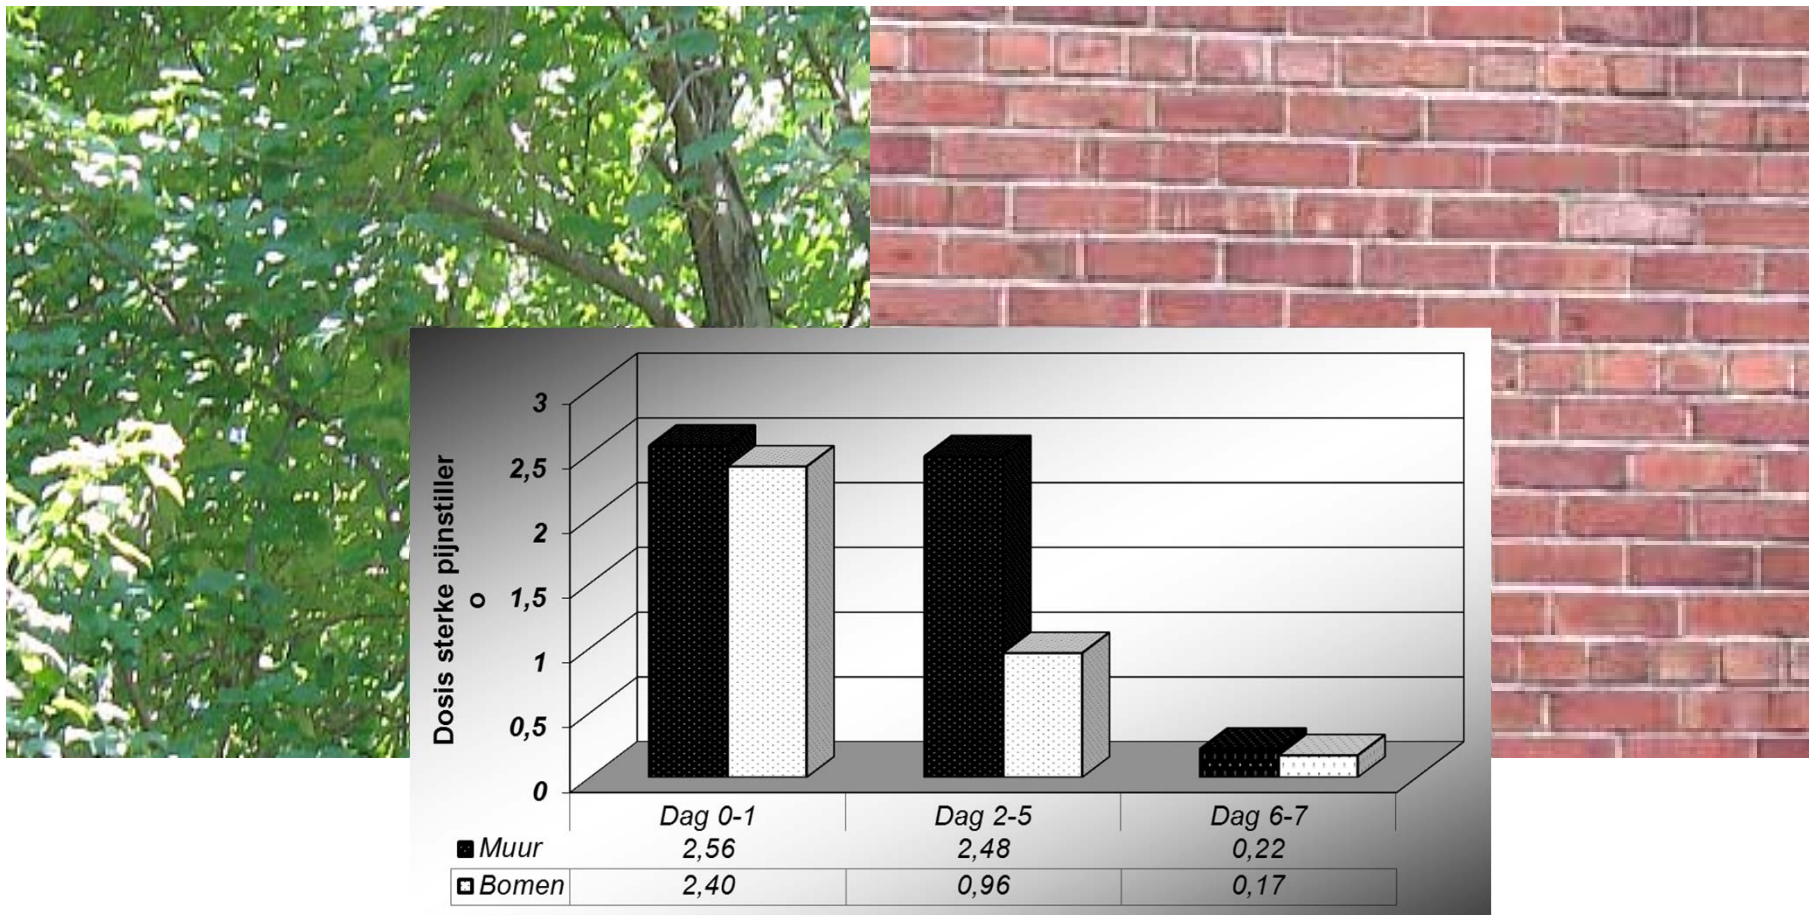 Dosis sterke pijnstiller
o
3
2,5
2
1,5
1
0,5
0
Dag 0-1 Dag 2-5 Dag 6-7
Muur 2,56 2,48 0,22
Bomen 2,40 0,96 0,17